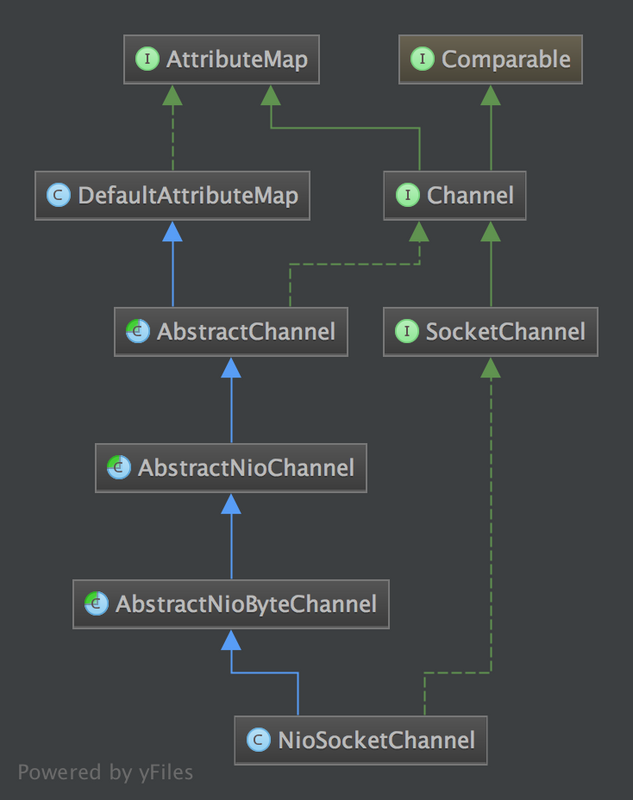 I AttributeMap
I Comparable
C DefaultAttributeMap
I Channel
C AbstractChannel
I SocketChannel
C AbstractNioChannel
C AbstractNioByteChannel
C NioSocketChannel
Powered by yFiles